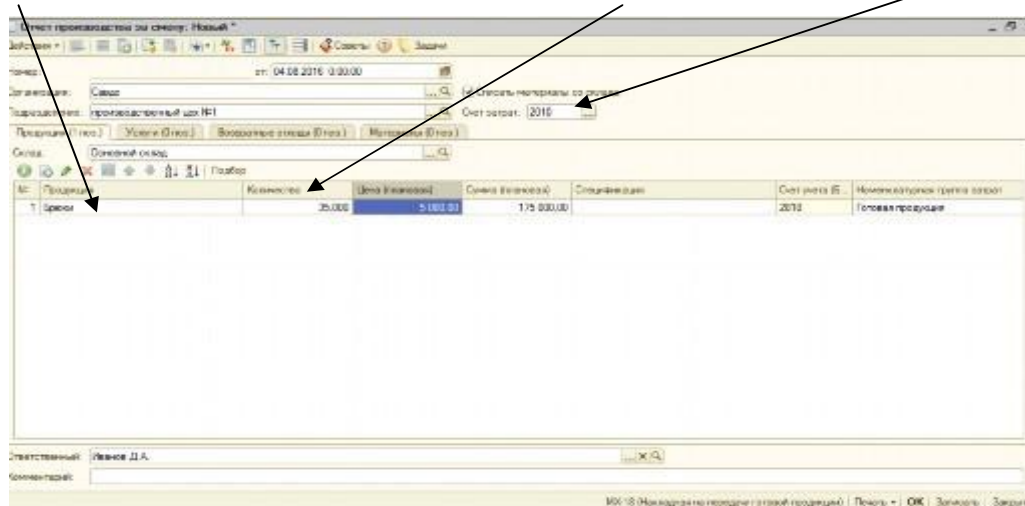 Отчет производства за смену: Новый *
Действия Советы Задачи
Номер: от: 04.08.2016 0:00:00
Организация: Списать материалы со склада
Подразделение: производственный цех №1 Счет затрат: 2010
Продукция (1 поз.) Услуги (0 поз.) Возвратные отходы (0 поз.) Материалы (0 поз.)
Склад: Основной склад
Подбор
№ Продукция Количество Цена (плановая) Сумма (плановая) Спецификация Счет учета (Б... Номенклатурная группа затрат
1 Брюки 35,000 5 000,00 175 000,00 2810 Готовая продукция
Ответственный: Иванов Д.А.
Комментарий:
МХ-18 (Накладная на передачу готовой продукции) Печать OK Записать Закрыть